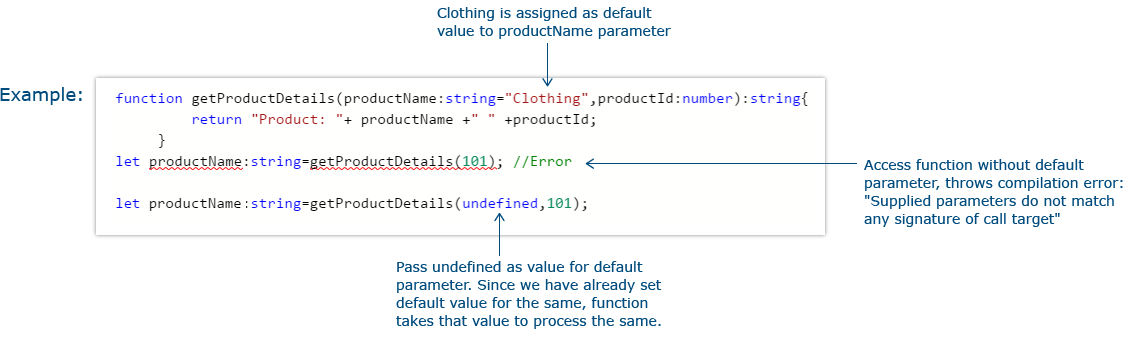 Clothing is assigned as default
value to productName parameter
Example:
function getProductDetails(productName:string="Clothing",productId:number):string{
return "Product: "+ productName +" " +productId;
}
let productName:string=getProductDetails(101); //Error
Access function without default
parameter, throws compilation error:
"Supplied parameters do not match
any signature of call target"
let productName:string=getProductDetails(undefined,101);
Pass undefined as value for default
parameter. Since we have already set
default value for the same, function
takes that value to process the same.